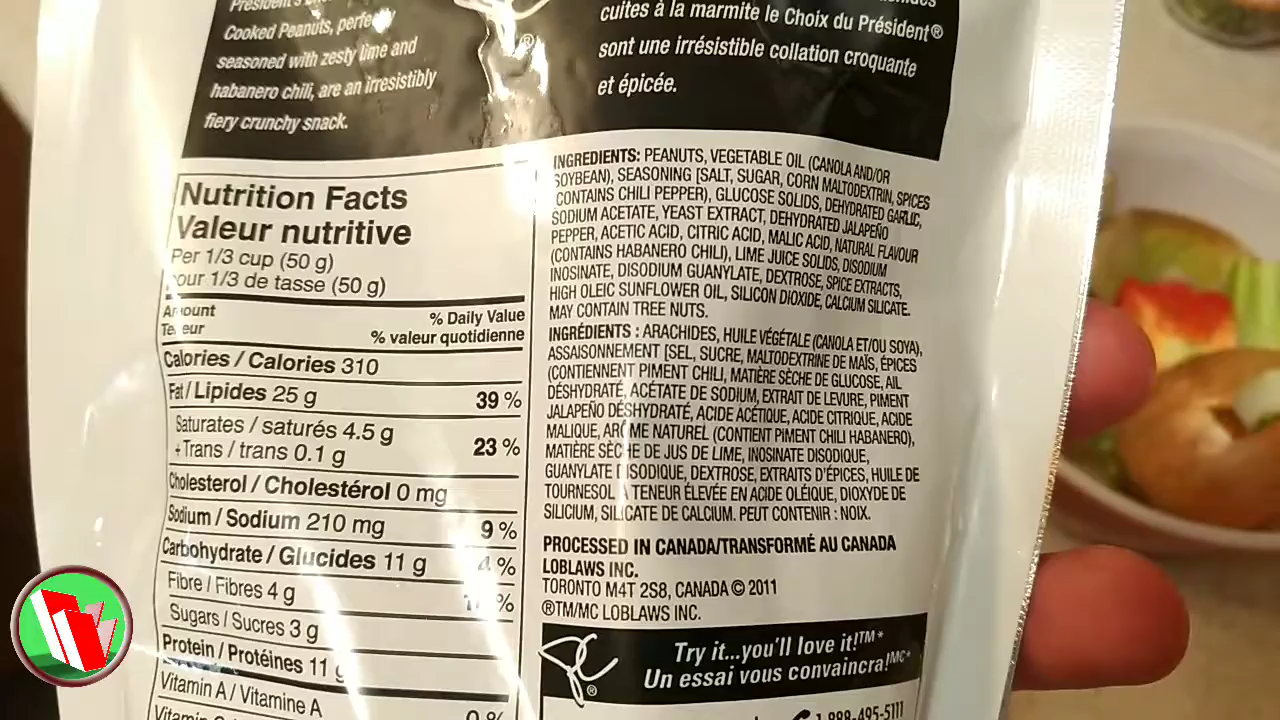 Cooked Peanuts, perfectly
seasoned with zesty lime and
habanero chili, are an irresistibly
fiery crunchy snack.
cuites à la marmite le Choix du Président®
sont une irrésistible collation croquante
et épicée.
Nutrition Facts
Valeur nutritive
Per 1/3 cup (50 g)
pour 1/3 de tasse (50 g)
Amount
Teneur
% Daily Value
% valeur quotidienne
Calories / Calories 310
Fat / Lipides 25 g 39 %
Saturates / saturés 4.5 g
+ Trans / trans 0.1 g 23 %
Cholesterol / Cholestérol 0 mg
Sodium / Sodium 210 mg 9 %
Carbohydrate / Glucides 11 g 4 %
Fibre / Fibres 4 g %
Sugars / Sucres 3 g
Protein / Protéines 11 g
Vitamin A / Vitamine A 0 %
INGREDIENTS: PEANUTS, VEGETABLE OIL (CANOLA AND/OR
SOYBEAN), SEASONING [SALT, SUGAR, CORN MALTODEXTRIN, SPICES
CONTAINS CHILI PEPPER), GLUCOSE SOLIDS, DEHYDRATED GARLIC,
SODIUM ACETATE, YEAST EXTRACT, DEHYDRATED JALAPEÑO
PEPPER, ACETIC ACID, CITRIC ACID, MALIC ACID, NATURAL FLAVOUR
(CONTAINS HABANERO CHILI), LIME JUICE SOLIDS, DISODIUM
INOSINATE, DISODIUM GUANYLATE, DEXTROSE, SPICE EXTRACTS,
HIGH OLEIC SUNFLOWER OIL, SILICON DIOXIDE, CALCIUM SILICATE.
MAY CONTAIN TREE NUTS.
INGRÉDIENTS : ARACHIDES, HUILE VÉGÉTALE (CANOLA ET/OU SOYA),
ASSAISONNEMENT [SEL, SUCRE, MALTODEXTRINE DE MAÏS, ÉPICES
(CONTIENNENT PIMENT CHILI, MATIÈRE SÈCHE DE GLUCOSE, AIL
DÉSHYDRATÉ, ACÉTATE DE SODIUM, EXTRAIT DE LEVURE, PIMENT
JALAPEÑO DÉSHYDRATÉ, ACIDE ACÉTIQUE, ACIDE CITRIQUE, ACIDE
MALIQUE, ARÔME NATUREL (CONTIENT PIMENT CHILI HABANERO),
MATIÈRE SÈCHE DE JUS DE LIME, INOSINATE DISODIQUE,
GUANYLATE DISODIQUE, DEXTROSE, EXTRAITS D'ÉPICES, HUILE DE
TOURNESOL À TENEUR ÉLEVÉE EN ACIDE OLÉIQUE, DIOXYDE DE
SILICIUM, SILICATE DE CALCIUM. PEUT CONTENIR : NOIX.
PROCESSED IN CANADA/TRANSFORMÉ AU CANADA
LOBLAWS INC.
TORONTO M4T 2S8, CANADA © 2011
®TM/MC LOBLAWS INC.
Try it...you'll love it!™*
Un essai vous convaincra!MC*
1-888-495-5111